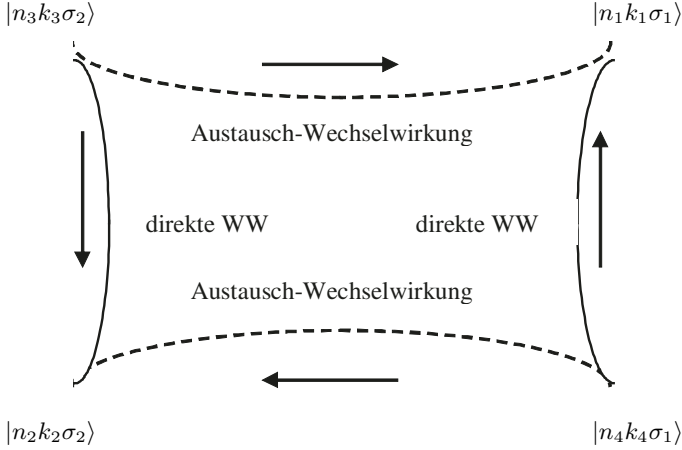 |n₃k₃σ₂⟩ |n₁k₁σ₁⟩
Austausch-Wechselwirkung
direkte WW direkte WW
Austausch-Wechselwirkung
|n₂k₂σ₂⟩ |n₄k₄σ₁⟩